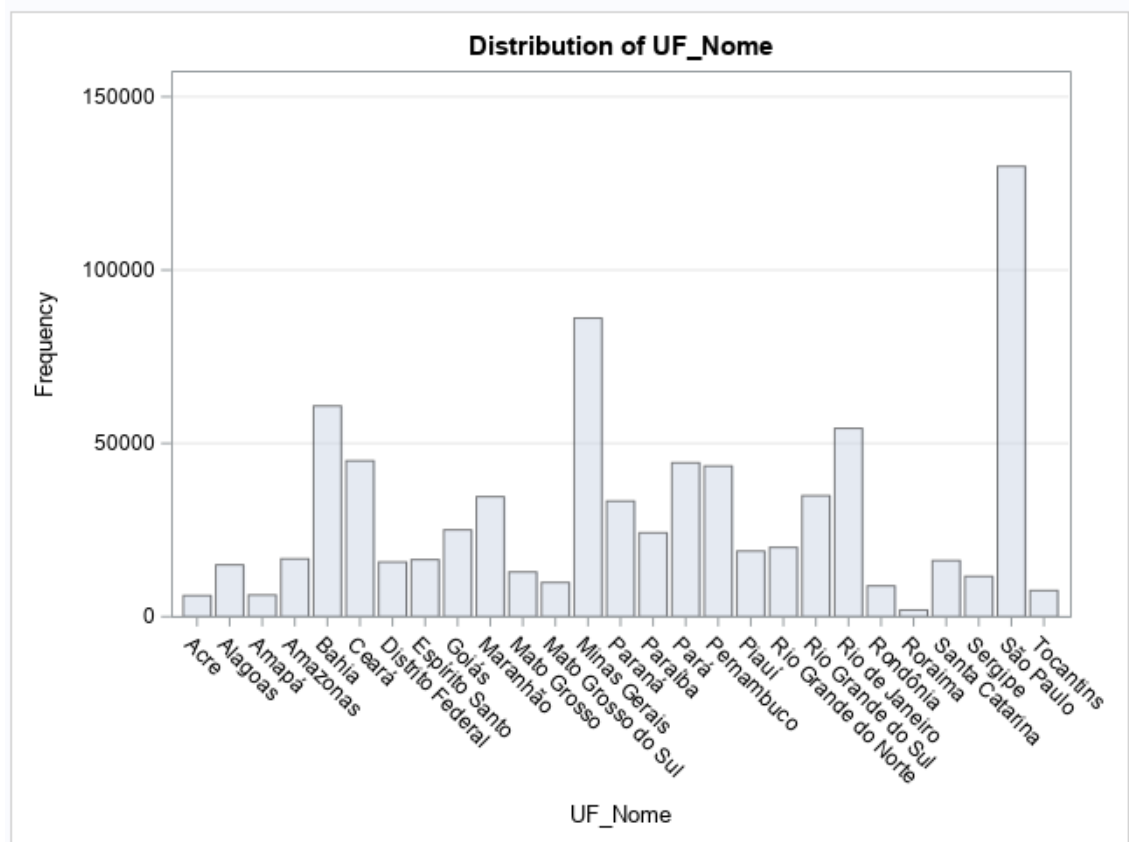 Distribution of UF_Nome
150000
100000
50000
0
Frequency
Acre
Alagoas
Amapá
Amazonas
Bahia
Ceará
Distrito Federal
Espírito Santo
Goiás
Maranhão
Mato Grosso
Mato Grosso do Sul
Minas Gerais
Paraná
Paraíba
Pará
Pernambuco
Piauí
Rio Grande do Norte
Rio Grande do Sul
Rio de Janeiro
Rondônia
Roraima
Santa Catarina
Sergipe
São Paulo
Tocantins
UF_Nome